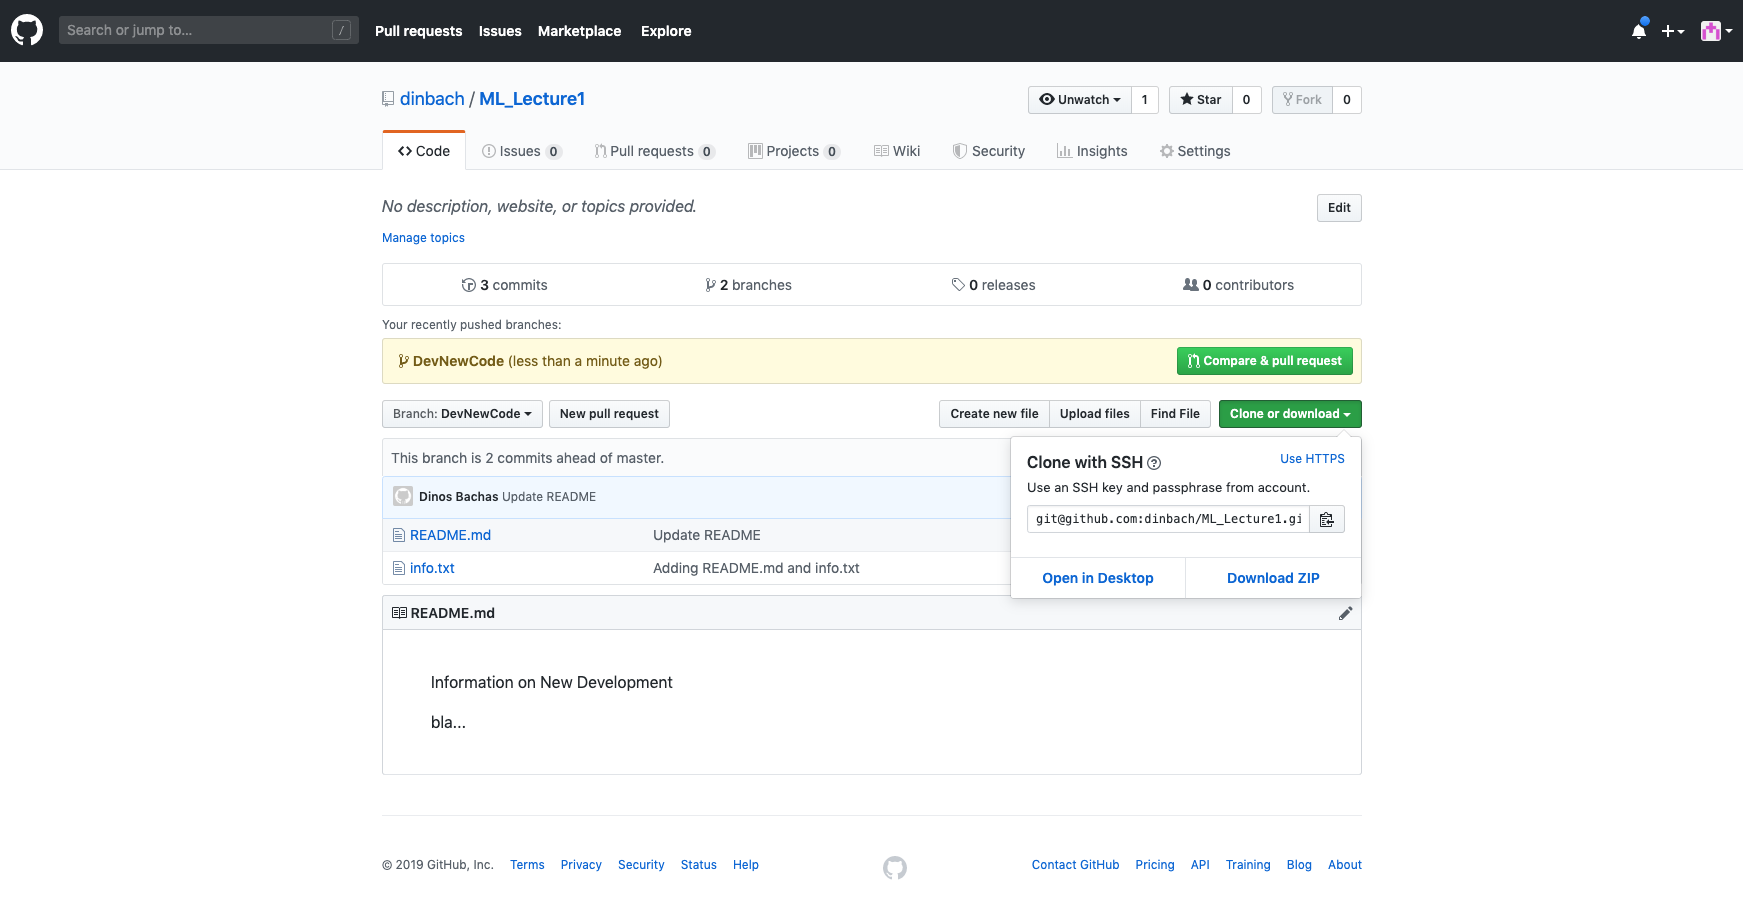 Search or jump to... /
Pull requests Issues Marketplace Explore
dinbach / ML_Lecture1
Unwatch 1 Star 0 Fork 0
Code Issues 0 Pull requests 0 Projects 0 Wiki Security Insights Settings
No description, website, or topics provided.
Edit
Manage topics
3 commits 2 branches 0 releases 0 contributors
Your recently pushed branches:
DevNewCode (less than a minute ago) Compare & pull request
Branch: DevNewCode New pull request Create new file Upload files Find File Clone or download
This branch is 2 commits ahead of master.
Clone with SSH ? Use HTTPS
Use an SSH key and passphrase from account.
git@github.com:dinbach/ML_Lecture1.gi
Open in Desktop Download ZIP
Dinos Bachas Update README
README.md Update README
info.txt Adding README.md and info.txt
README.md
Information on New Development
bla...
© 2019 GitHub, Inc. Terms Privacy Security Status Help Contact GitHub Pricing API Training Blog About